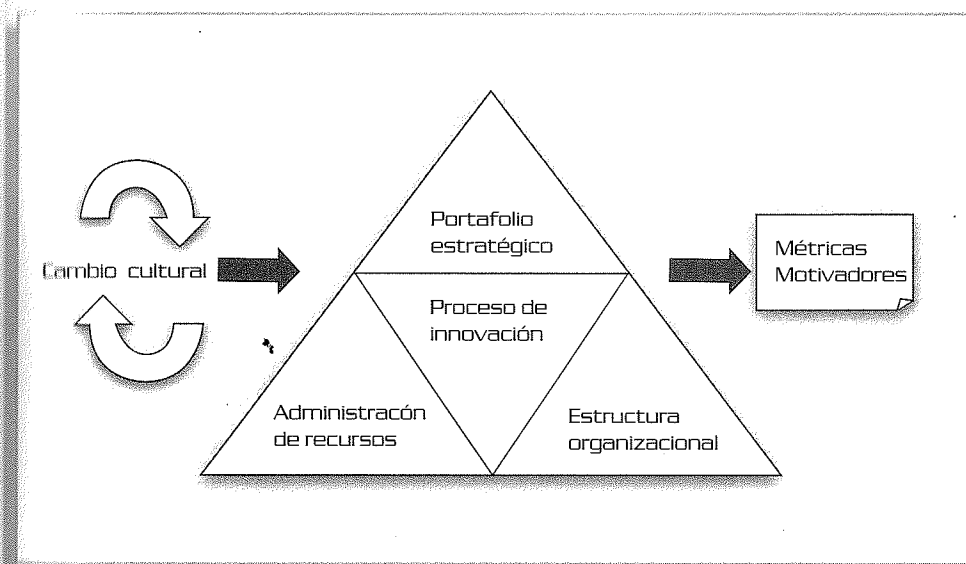 Portafolio
estratégico
Cambio cultural
Métricas
Motivadores
Proceso de
innovación
Administracón
de recursos
Estructura
organizacional